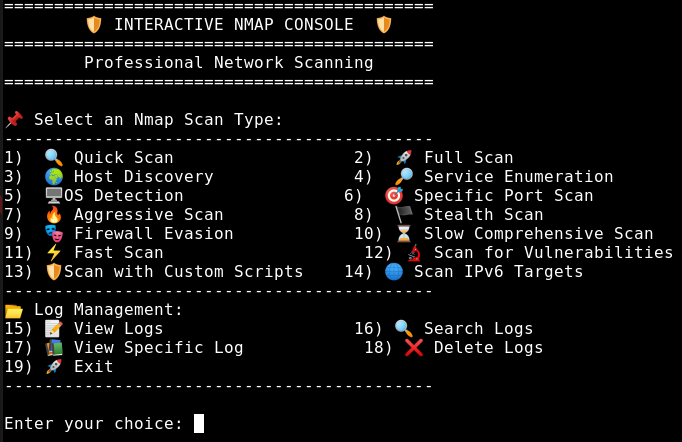 ===========================================
🛡️ INTERACTIVE NMAP CONSOLE 🛡️
===========================================
Professional Network Scanning
===========================================
📌 Select an Nmap Scan Type:
-------------------------------------------
1) 🔍 Quick Scan 2) 🚀 Full Scan
3) 🌍 Host Discovery 4) 🔎 Service Enumeration
5) 🖥️OS Detection 6) 🎯 Specific Port Scan
7) 🔥 Aggressive Scan 8) 🏴 Stealth Scan
9) 🎭 Firewall Evasion 10) ⏳ Slow Comprehensive Scan
11) ⚡ Fast Scan 12) 🔬 Scan for Vulnerabilities
13) 🛡️Scan with Custom Scripts 14) 🌐 Scan IPv6 Targets
-------------------------------------------
📂 Log Management:
15) 📝 View Logs 16) 🔍 Search Logs
17) 📚 View Specific Log 18) ❌ Delete Logs
19) 🚀 Exit
-------------------------------------------
Enter your choice: